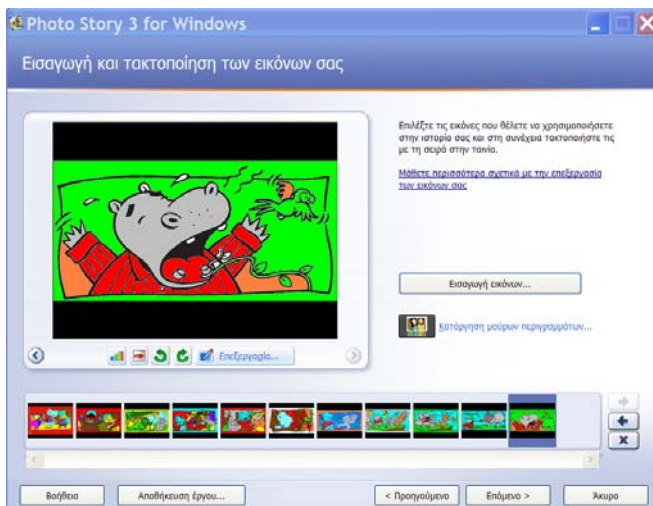 Photo Story 3 for Windows
Εισαγωγή και τακτοποίηση των εικόνων σας
Επιλέξτε τις εικόνες που θέλετε να χρησιμοποιήσετε
στην ιστορία σας και στη συνέχεια τακτοποιήστε τις
με τη σειρά στην ταινία.
Μάθετε περισσότερα σχετικά με την επεξεργασία
των εικόνων σας
Εισαγωγή εικόνων...
Κατάργηση μαύρων περιγραμμάτων...
Επεξεργασία...
Βοήθεια
Αποθήκευση έργου...
< Προηγούμενο
Επόμενο >
Άκυρο